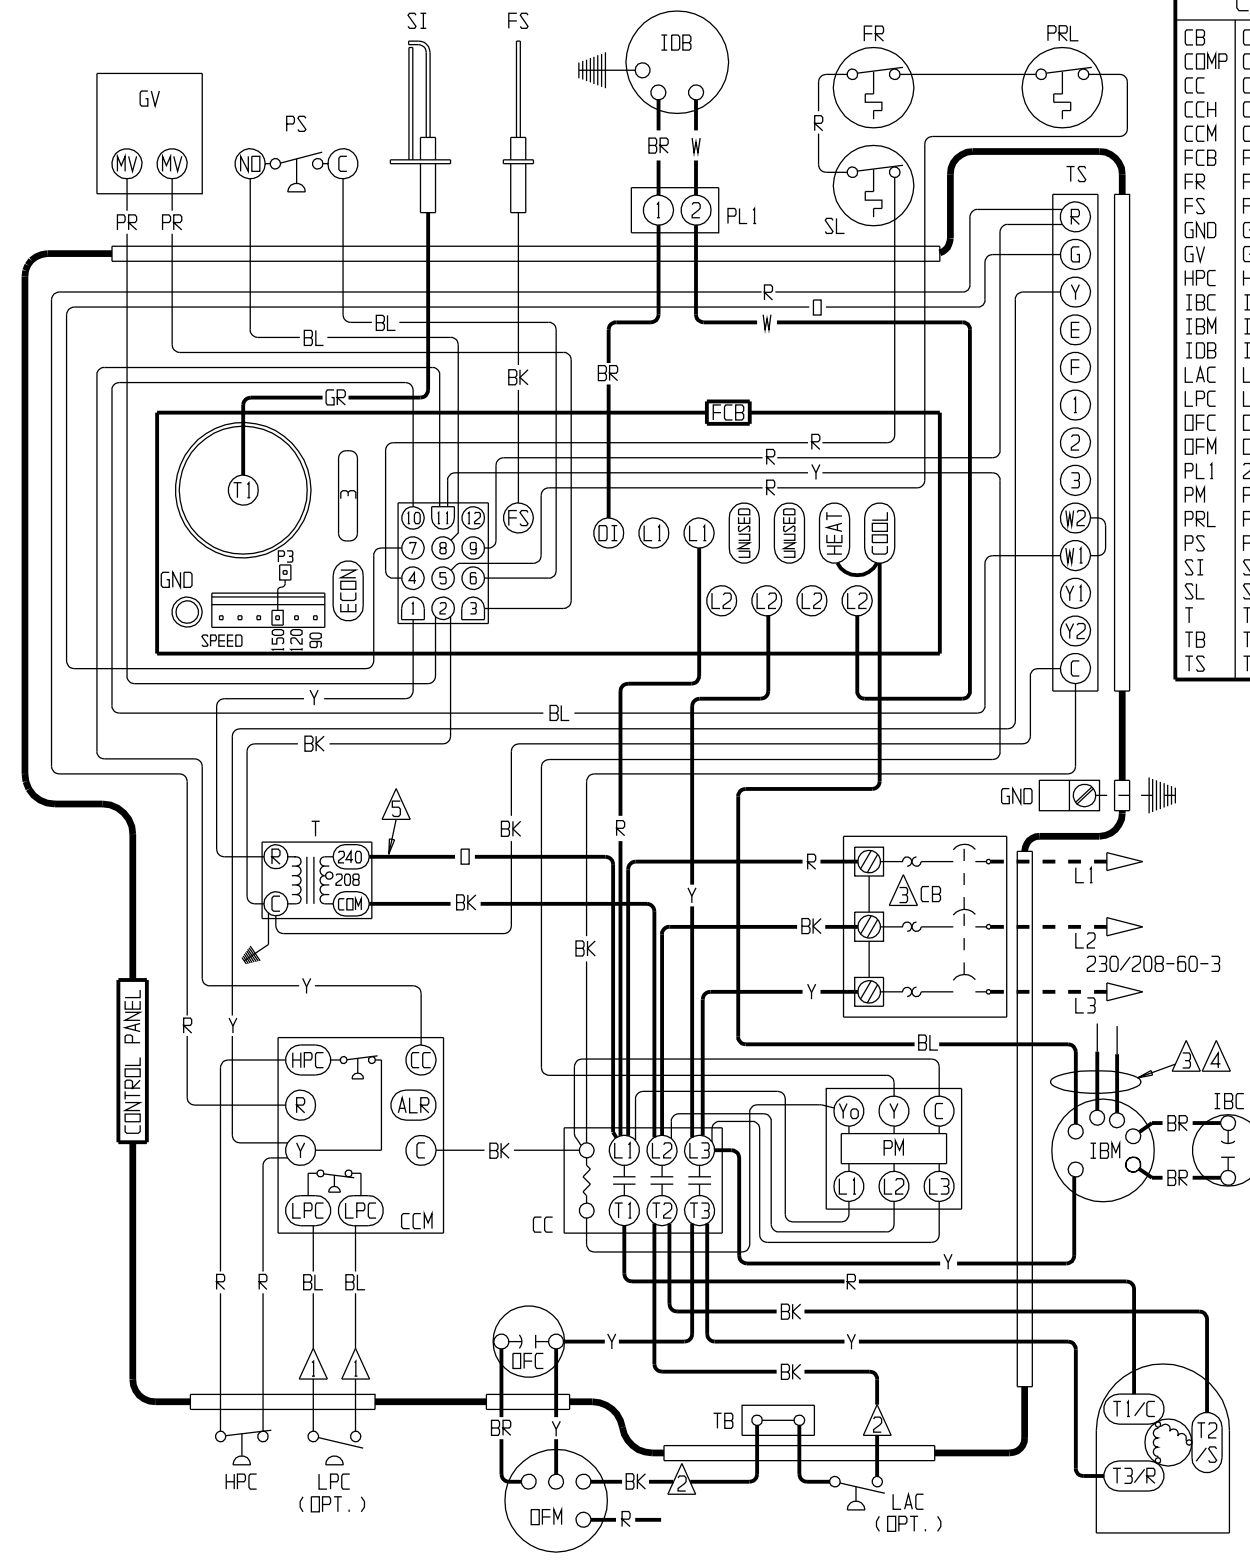 SI
FS
IDB
FR
PRL
GV
PS
MV MV
NO
C
BR W
R
1 2
PL1
SL
TS
PR PR
R
G
Y
E
F
1
2
3
W2
W1
Y1
Y2
C
R
O
W
BL
BL
BR
BK
GR
FCB
R
R
Y
R
T1
3
10 11 12
7 8 9
4 5 6
1 2 3
FS
OI L1 L1 UNUSED UNUSED HEAT COOL
L2 L2 L2 L2
P3
GND
ECON
SPEED 150 120 90
Y
BL
BK
GND
5
T
R 240
208
C COM
O
BK
BK
R
Y
BK
R
BK
Y
3 CB
L1
L2
230/208-60-3
L3
Y
R
Y
CONTROL PANEL
HPC CC
R ALR
Y C
LPC LPC
CCM
BK
L1 L2 L3
T1 T2 T3
CC
Yo Y C
PM
L1 L2 L3
BL
3 4
IBM
IBC
BR
BR
Y
R
BK
Y
BK
R R BL BL
1 1
OFC
Y
BR Y
TB
2
2
BK
OFM
R
HPC
LPC
(OPT.)
LAC
(OPT.)
T1/C
T2
/S
T3/R
CB
COMP
CC
CCH
CCM
FCB
FR
FS
GND
GV
HPC
IBC
IBM
IDB
LAC
LPC
OFC
OFM
PL1
PM
PRL
PS
SI
SL
T
TB
TS